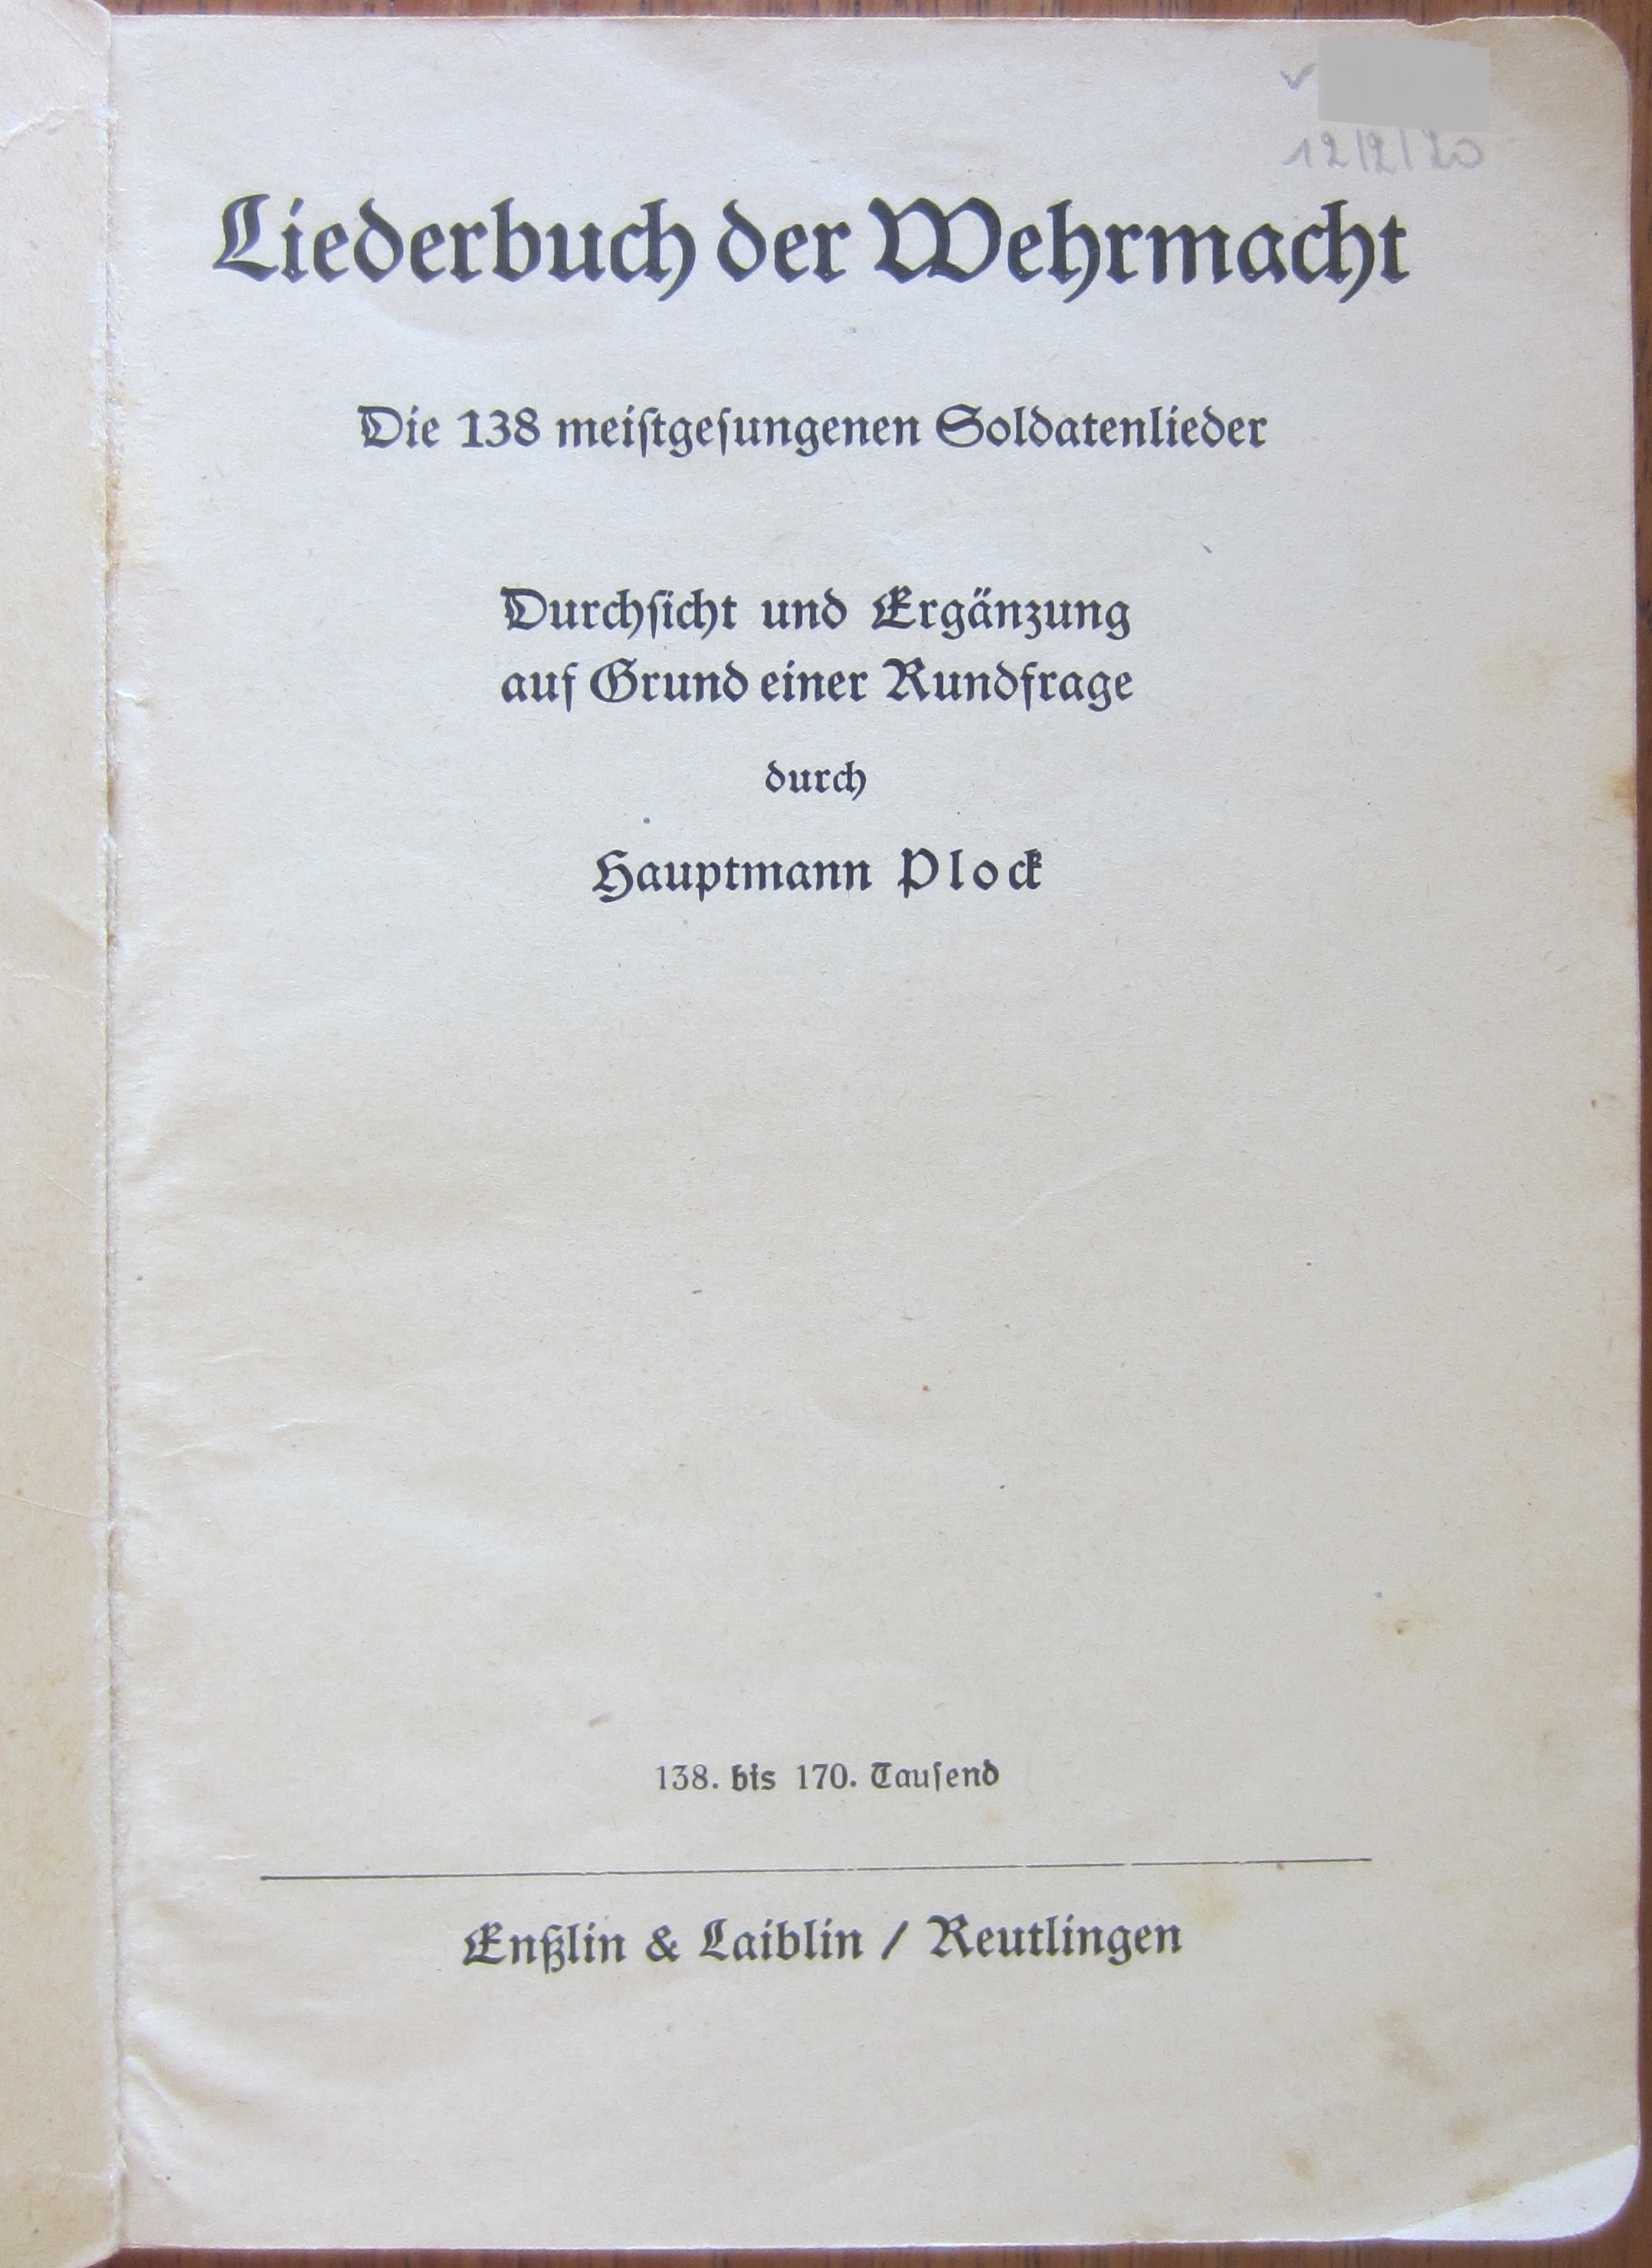 12/2/20
Liederbuch der Wehrmacht
Die 138 meiſtgeſungenen Soldatenlieder
Durchſicht und Ergänzung
auf Grund einer Rundfrage
durch
Hauptmann Plock
138. bis 170. Tauſend
Enßlin & Laiblin / Reutlingen